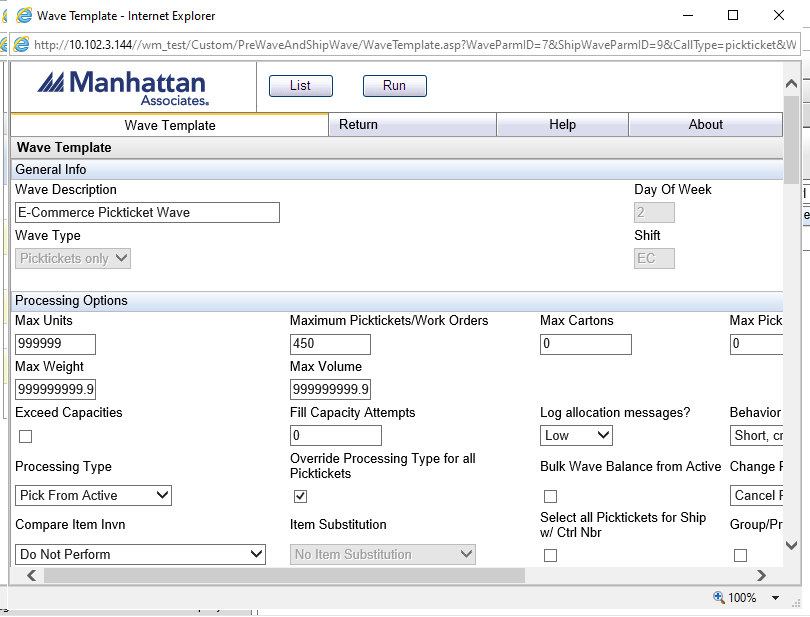 Wave Template - Internet Explorer
http://10.102.3.144//wm_test/Custom/PreWaveAndShipWave/WaveTemplate.asp?WaveParmID=7&ShipWaveParmID=9&CallType=pickticket&W
Manhattan
Associates®
List Run
Wave Template Return Help About
Wave Template
General Info
Wave Description Day Of Week
E-Commerce Pickticket Wave 2
Wave Type Shift
Picktickets only EC
Processing Options
Max Units Maximum Picktickets/Work Orders Max Cartons Max Pick
999999 450 0 0
Max Weight Max Volume
999999999.9 999999999.9
Exceed Capacities Fill Capacity Attempts Log allocation messages? Behavior
0 Low Short, cr
Processing Type Override Processing Type for all Picktickets Bulk Wave Balance from Active Change F
Pick From Active Cancel F
Compare Item Invn Item Substitution Select all Picktickets for Ship w/ Ctrl Nbr Group/Pr
Do Not Perform No Item Substitution
100%